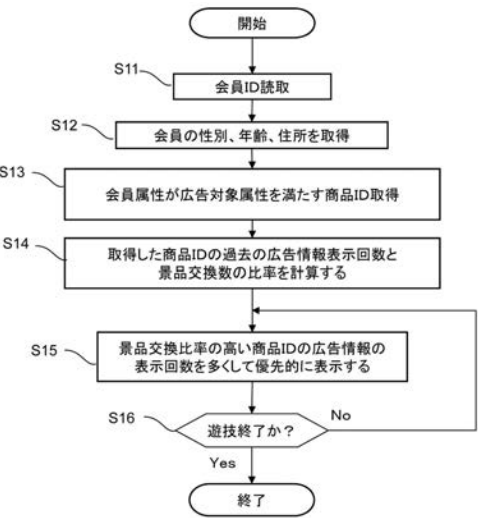 開始
S11
会員ID読取
S12
会員の性別、年齢、住所を取得
S13
会員属性が広告対象属性を満たす商品ID取得
S14
取得した商品IDの過去の広告情報表示回数と
景品交換数の比率を計算する
S15
景品交換比率の高い商品IDの広告情報の
表示回数を多くして優先的に表示する
S16
遊技終了か？
No
Yes
終了